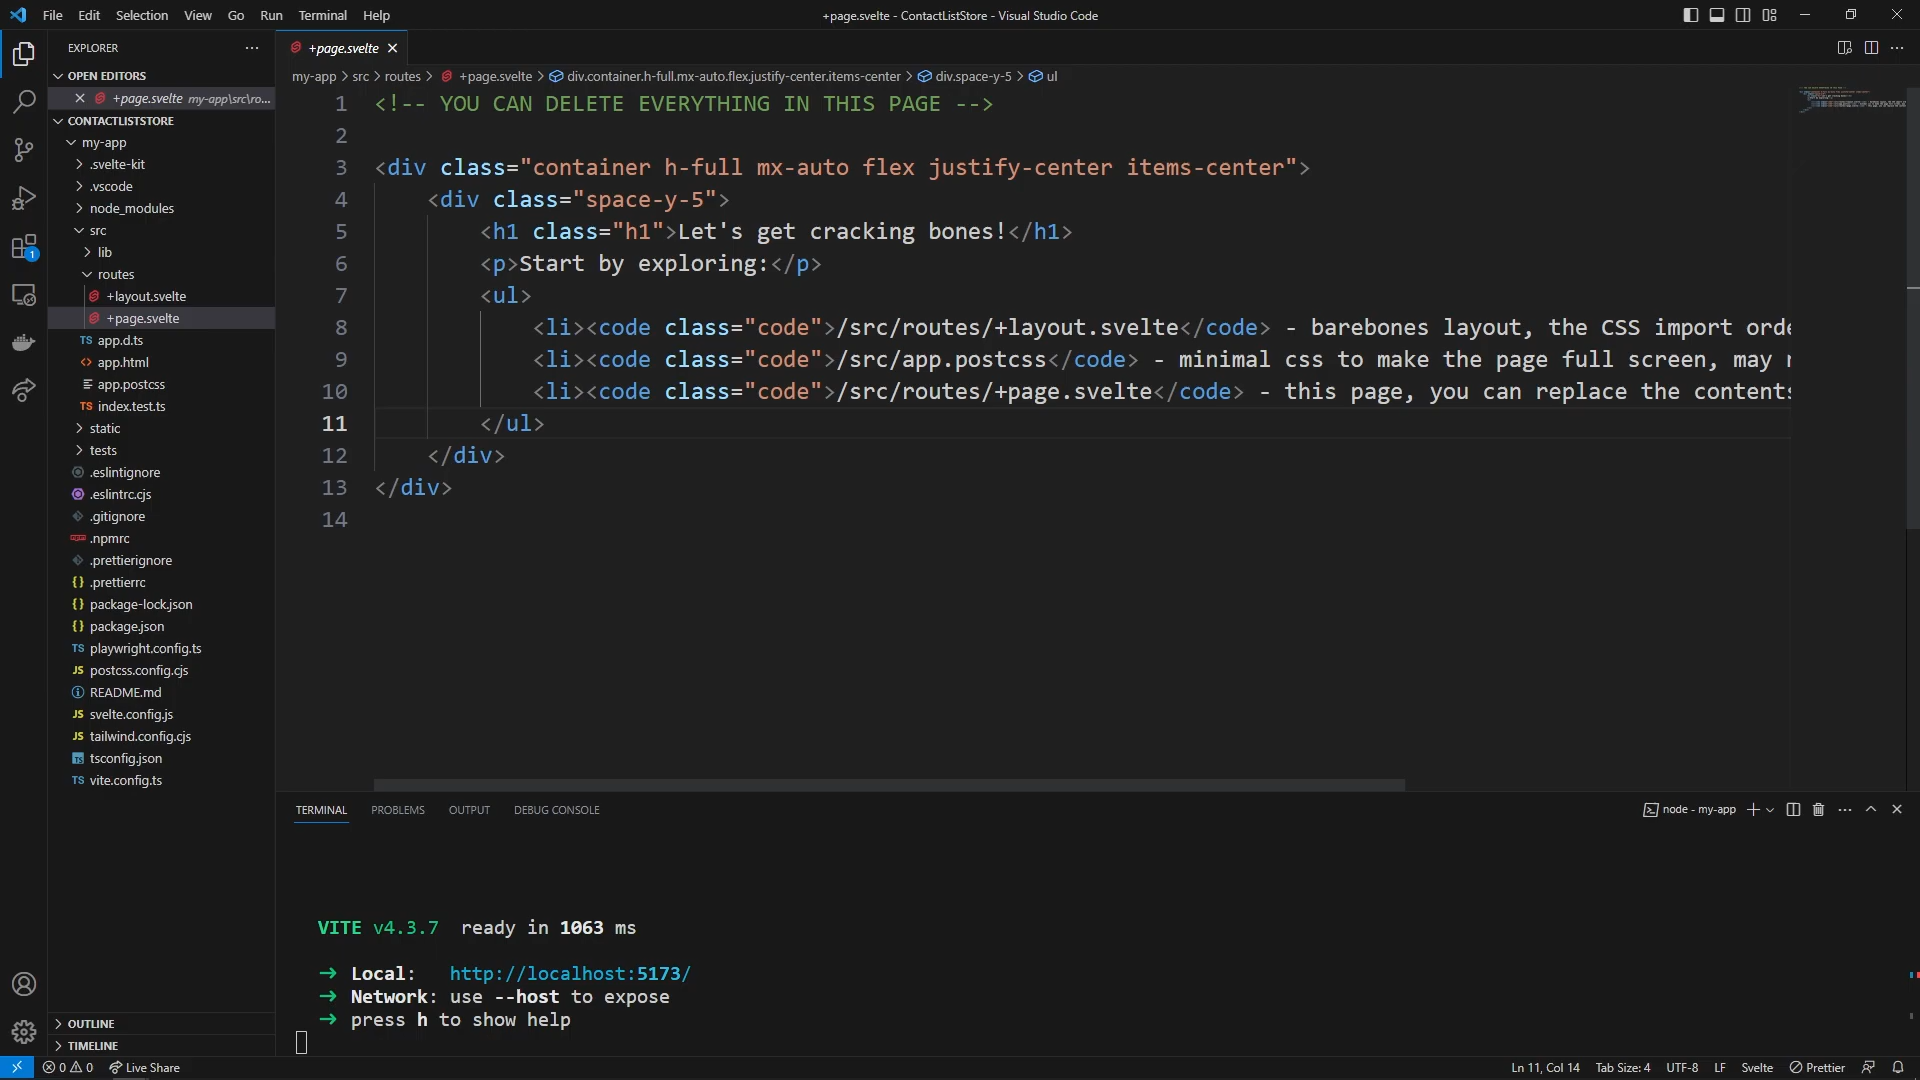 File Edit Selection View Go Run Terminal Help
+page.svelte - ContactListStore - Visual Studio Code
EXPLORER
OPEN EDITORS
+page.svelte my-app\src\ro...
CONTACTLISTSTORE
my-app
.svelte-kit
.vscode
node_modules
src
lib
routes
+layout.svelte
+page.svelte
TS app.d.ts
app.html
app.postcss
TS index.test.ts
static
tests
.eslintignore
.eslintrc.cjs
.gitignore
.npmrc
.prettierignore
{} .prettierrc
{} package-lock.json
{} package.json
TS playwright.config.ts
JS postcss.config.cjs
README.md
JS svelte.config.js
JS tailwind.config.cjs
tsconfig.json
TS vite.config.ts
OUTLINE
TIMELINE
1
+page.svelte
my-app > src > routes > +page.svelte > div.container.h-full.mx-auto.flex.justify-center.items-center > div.space-y-5 > ul
1 <!-- YOU CAN DELETE EVERYTHING IN THIS PAGE -->
2
3 <div class="container h-full mx-auto flex justify-center items-center">
4 <div class="space-y-5">
5 <h1 class="h1">Let's get cracking bones!</h1>
6 <p>Start by exploring:</p>
7 <ul>
8 <li><code class="code">/src/routes/+layout.svelte</code> - barebones layout, the CSS import orde
9 <li><code class="code">/src/app.postcss</code> - minimal css to make the page full screen, may
10 <li><code class="code">/src/routes/+page.svelte</code> - this page, you can replace the contents
11 </ul>
12 </div>
13 </div>
14
TERMINAL PROBLEMS OUTPUT DEBUG CONSOLE
node - my-app
VITE v4.3.7 ready in 1063 ms
➜ Local: http://localhost:5173/
➜ Network: use --host to expose
➜ press h to show help
0 0 Live Share
Ln 11, Col 14 Tab Size: 4 UTF-8 LF Svelte Prettier